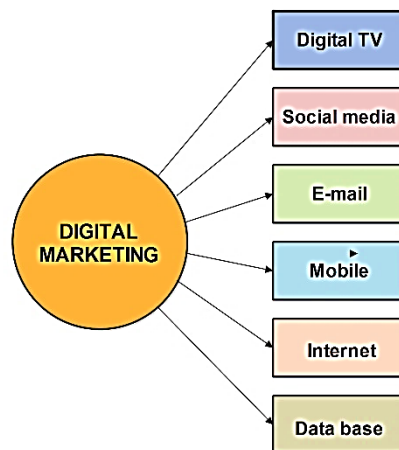 Digital TV
Social media
E-mail
DIGITAL
MARKETING
Mobile
Internet
Data base